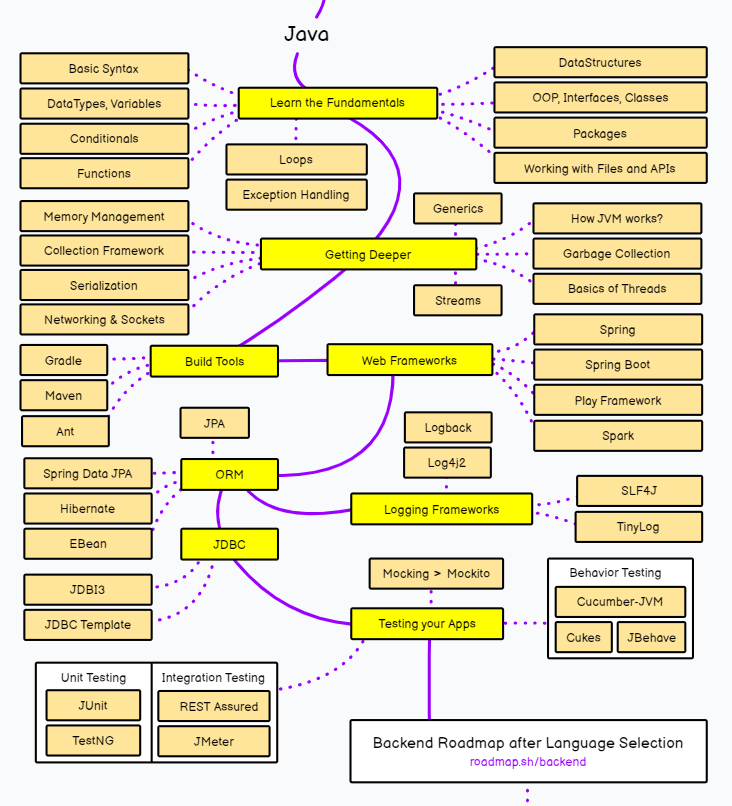 Java
Learn the Fundamentals
Basic Syntax
DataTypes, Variables
Conditionals
Functions
Loops
Exception Handling
DataStructures
OOP, Interfaces, Classes
Packages
Working with Files and APIs
Getting Deeper
Memory Management
Collection Framework
Serialization
Networking & Sockets
Generics
Streams
How JVM works?
Garbage Collection
Basics of Threads
Build Tools
Gradle
Maven
Ant
Web Frameworks
Spring
Spring Boot
Play Framework
Spark
ORM
JPA
Spring Data JPA
Hibernate
EBean
Logging Frameworks
Logback
Log4j2
SLF4J
TinyLog
JDBC
JDBI3
JDBC Template
Testing your Apps
Mocking > Mockito
Behavior Testing
Cucumber-JVM
Cukes
JBehave
Unit Testing
JUnit
TestNG
Integration Testing
REST Assured
JMeter
Backend Roadmap after Language Selection
roadmap.sh/backend